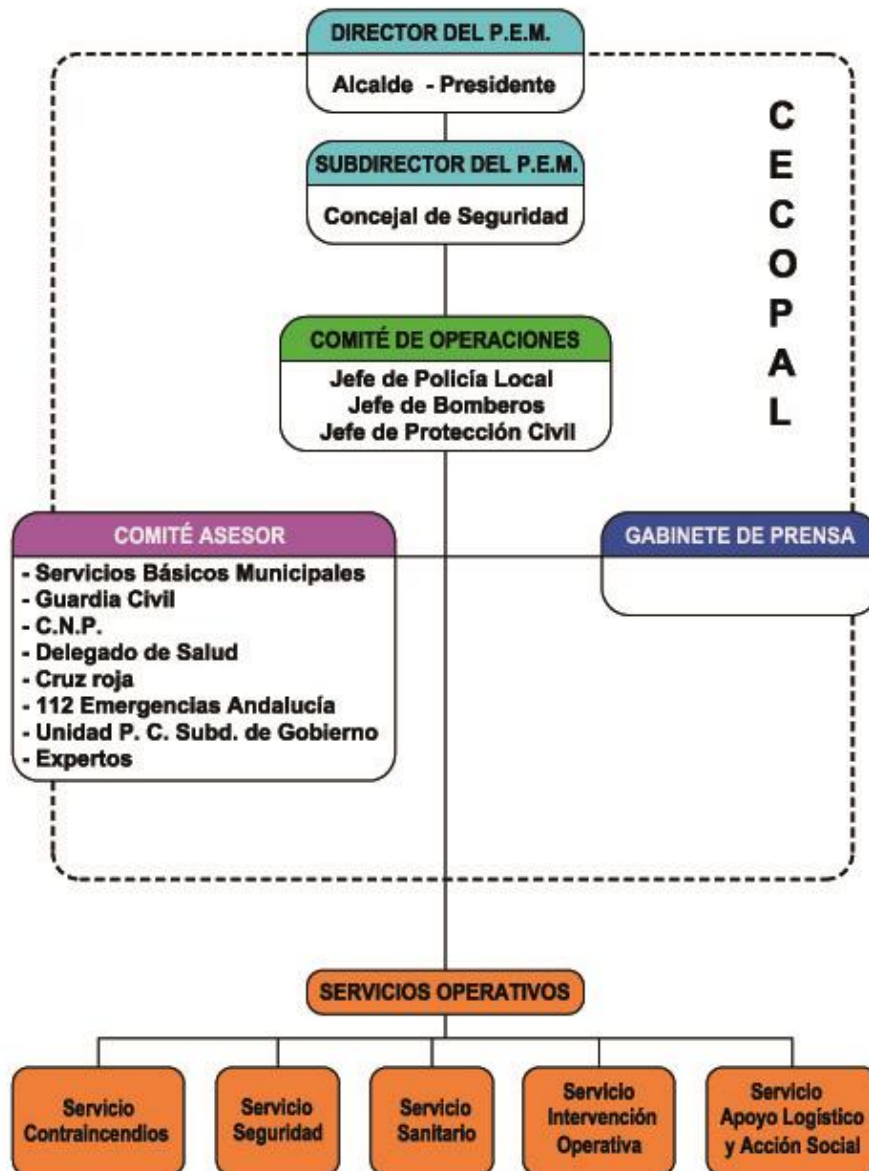 DIRECTOR DEL P.E.M.
Alcalde - Presidente
SUBDIRECTOR DEL P.E.M.
Concejal de Seguridad
CECOPAL
COMITÉ DE OPERACIONES
Jefe de Policía Local
Jefe de Bomberos
Jefe de Protección Civil
COMITÉ ASESOR
- Servicios Básicos Municipales
- Guardia Civil
- C.N.P.
- Delegado de Salud
- Cruz roja
- 112 Emergencias Andalucía
- Unidad P. C. Subd. de Gobierno
- Expertos
GABINETE DE PRENSA
SERVICIOS OPERATIVOS
Servicio
Contraincendios
Servicio
Seguridad
Servicio
Sanitario
Servicio
Intervención
Operativa
Servicio
Apoyo Logístico
y Acción Social